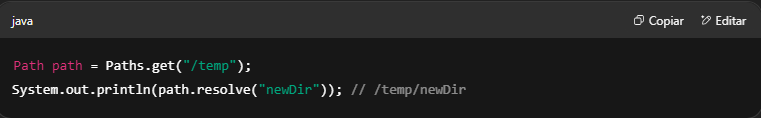 java Copiar Editar
Path path = Paths.get("/temp");
System.out.println(path.resolve("newDir")); // /temp/newDir